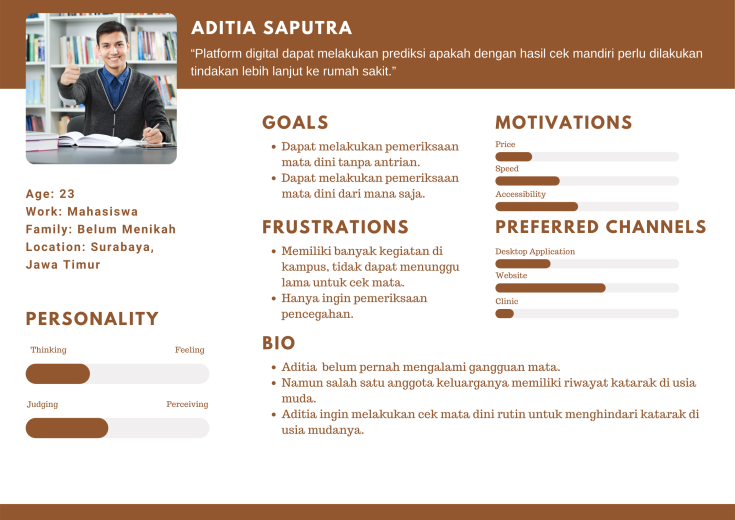 ADITIA SAPUTRA
"Platform digital dapat melakukan prediksi apakah dengan hasil cek mandiri perlu dilakukan
tindakan lebih lanjut ke rumah sakit."
Age: 23
Work: Mahasiswa
Family: Belum Menikah
Location: Surabaya,
Jawa Timur
PERSONALITY
Thinking Feeling
Judging Perceiving
GOALS
• Dapat melakukan pemeriksaan
mata dini tanpa antrian.
• Dapat melakukan pemeriksaan
mata dini dari mana saja.
FRUSTRATIONS
• Memiliki banyak kegiatan di
kampus, tidak dapat menunggu
lama untuk cek mata.
• Hanya ingin pemeriksaan
pencegahan.
MOTIVATIONS
Price
Speed
Accessibility
PREFERRED CHANNELS
Desktop Application
Website
Clinic
BIO
• Aditia belum pernah mengalami gangguan mata.
• Namun salah satu anggota keluarganya memiliki riwayat katarak di usia
muda.
• Aditia ingin melakukan cek mata dini rutin untuk menghindari katarak di
usia mudanya.